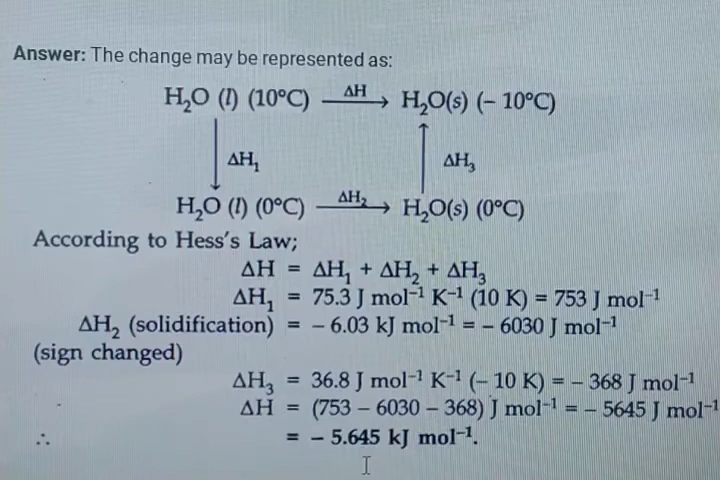 Answer: The change may be represented as:
H₂O (l) (10°C) ΔH → H₂O(s) (– 10°C)
ΔH₁ ΔH₃
H₂O (l) (0°C) ΔH₂ → H₂O(s) (0°C)
According to Hess's Law;
ΔH = ΔH₁ + ΔH₂ + ΔH₃
ΔH₁ = 75.3 J mol⁻¹ K⁻¹ (10 K) = 753 J mol⁻¹
ΔH₂ (solidification) = – 6.03 kJ mol⁻¹ = – 6030 J mol⁻¹
(sign changed)
ΔH₃ = 36.8 J mol⁻¹ K⁻¹ (– 10 K) = – 368 J mol⁻¹
ΔH = (753 – 6030 – 368) J mol⁻¹ = – 5645 J mol⁻¹
∴ = – 5.645 kJ mol⁻¹.